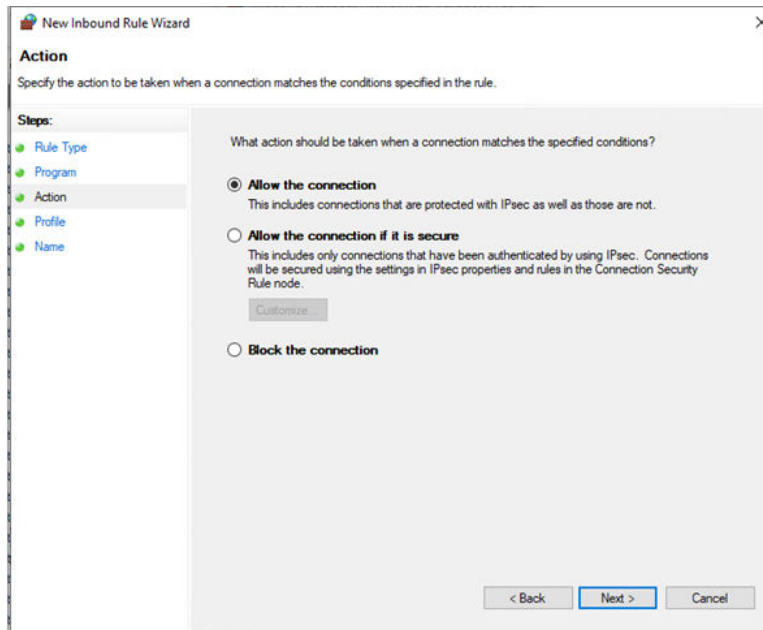 New Inbound Rule Wizard
Action
Specify the action to be taken when a connection matches the conditions specified in the rule.
Steps:
Rule Type
Program
Action
Profile
Name
What action should be taken when a connection matches the specified conditions?
Allow the connection
This includes connections that are protected with IPsec as well as those are not.
Allow the connection if it is secure
This includes only connections that have been authenticated by using IPsec. Connections
will be secured using the settings in IPsec properties and rules in the Connection Security
Rule node.
Customize...
Block the connection
< Back
Next >
Cancel